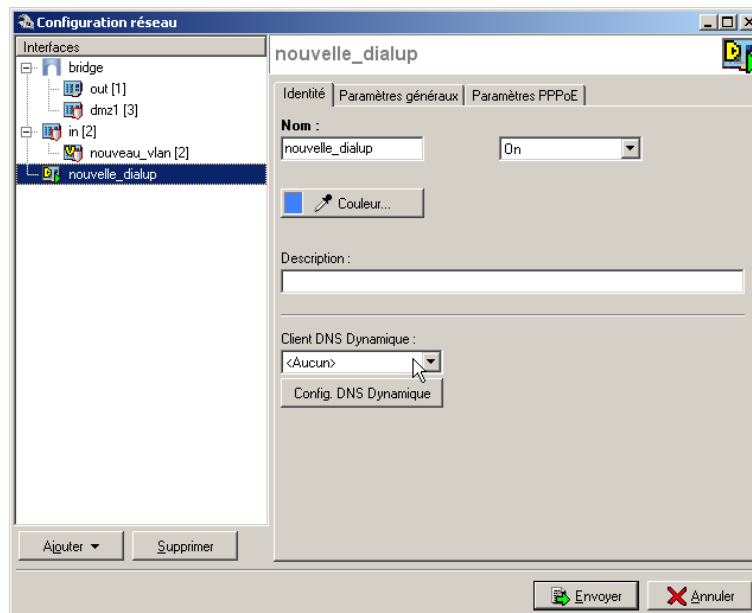 Configuration réseau
Interfaces
bridge
out [1]
dmz1 [3]
in [2]
nouveau_vlan [2]
nouvelle_dialup
Ajouter
Supprimer
nouvelle_dialup
Identité Paramètres généraux Paramètres PPPoE
Nom :
nouvelle_dialup On
Couleur...
Description :
Client DNS Dynamique :
<Aucun>
Config. DNS Dynamique
Envoyer Annuler